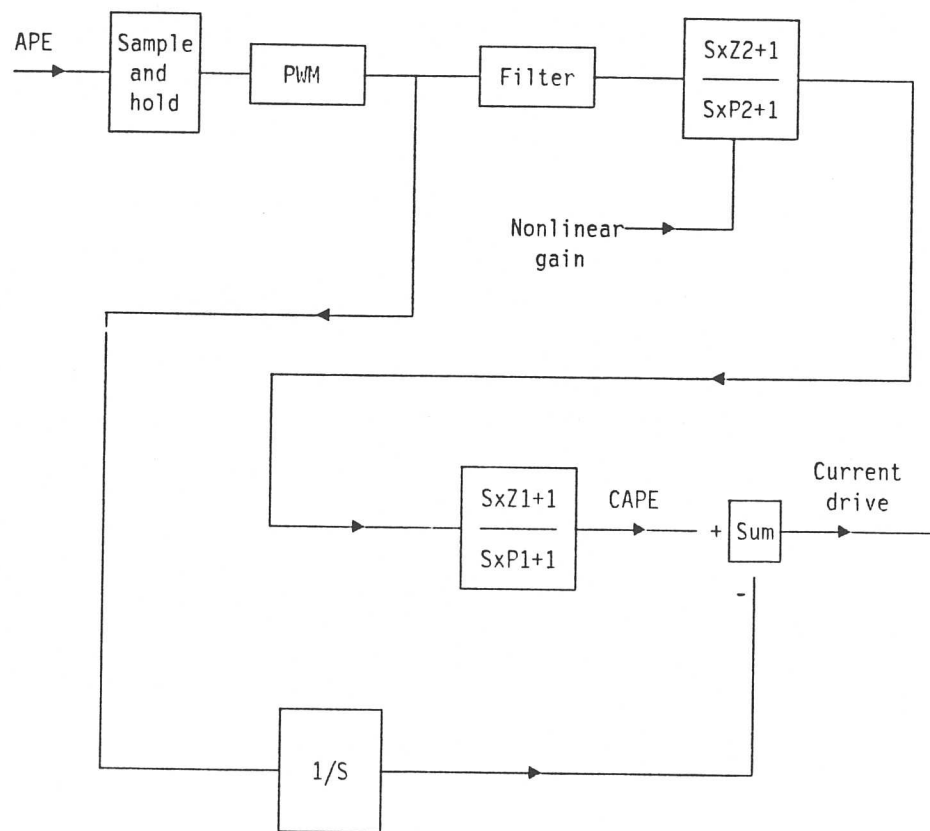 APE
Sample
and
hold
PWM
Filter
SxZ2+1
SxP2+1
Nonlinear
gain
SxZ1+1
SxP1+1
CAPE
+
Sum
Current
drive
-
1/S